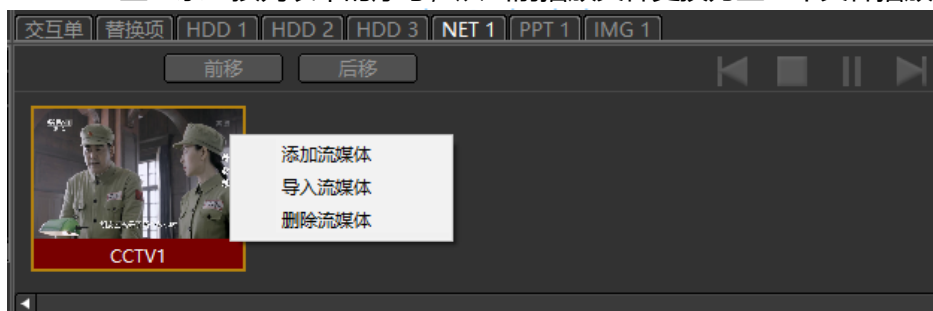 交互单 替换项 HDD 1 HDD 2 HDD 3 NET 1 PPT 1 IMG 1
前移 后移
添加流媒体
导入流媒体
删除流媒体
CCTV1